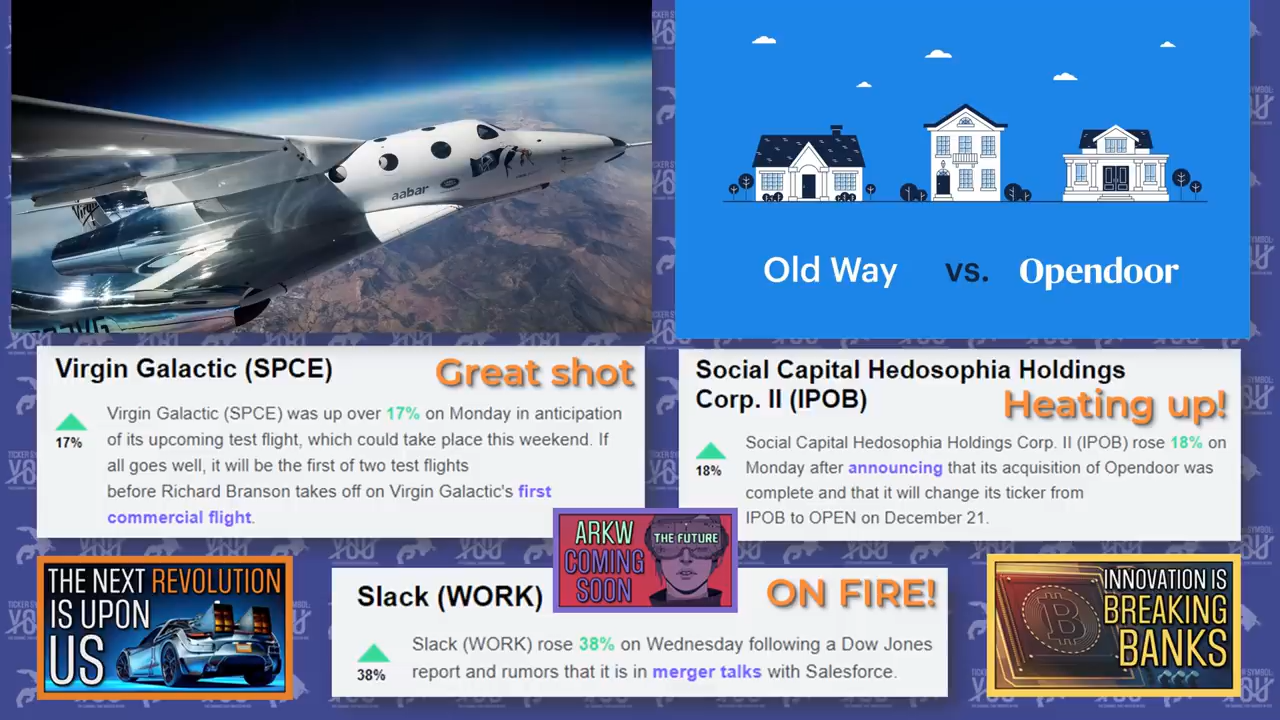 aabar
Virgin
Old Way vs. Opendoor
Virgin Galactic (SPCE)
Great shot
17%
Virgin Galactic (SPCE) was up over 17% on Monday in anticipation
of its upcoming test flight, which could take place this weekend. If
all goes well, it will be the first of two test flights
before Richard Branson takes off on Virgin Galactic's first
commercial flight.
Social Capital Hedosophia Holdings
Corp. II (IPOB)
Heating up!
18%
Social Capital Hedosophia Holdings Corp. II (IPOB) rose 18% on
Monday after announcing that its acquisition of Opendoor was
complete and that it will change its ticker from
IPOB to OPEN on December 21.
THE NEXT REVOLUTION
IS UPON
US
ARKW
COMING
SOON
THE FUTURE
Slack (WORK)
ON FIRE!
38%
Slack (WORK) rose 38% on Wednesday following a Dow Jones
report and rumors that it is in merger talks with Salesforce.
INNOVATION IS
BREAKING
BANKS
TICKER SYMBOL:
YOU